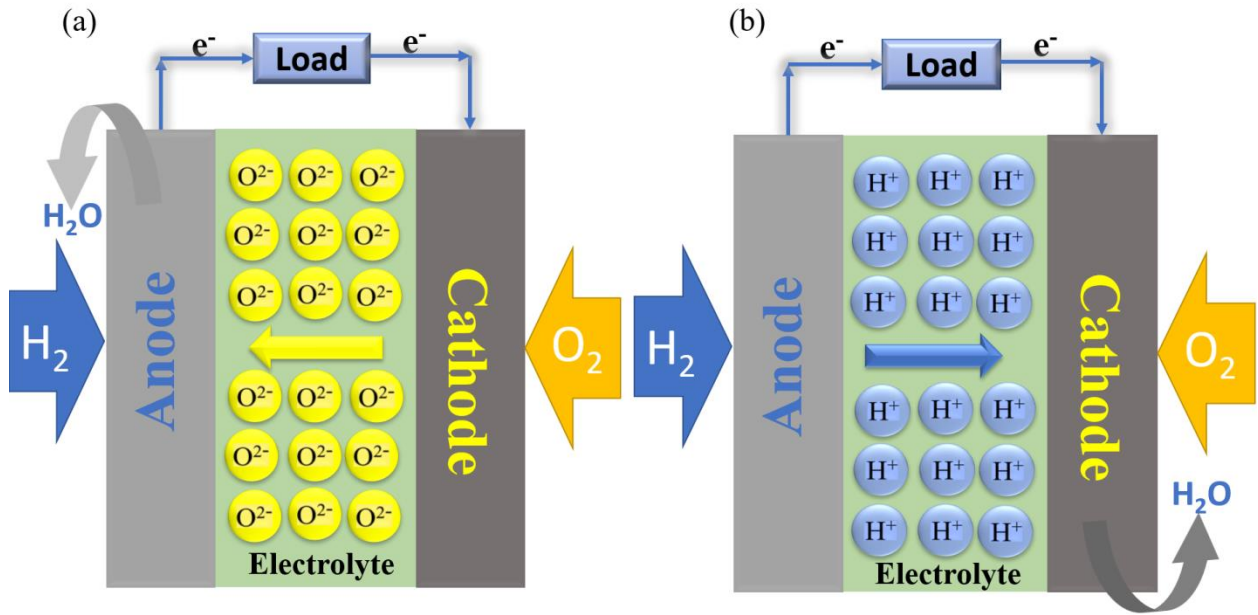 (a)
e⁻ Load e⁻
H₂O
H₂
Anode
O²⁻ O²⁻ O²⁻
O²⁻ O²⁻ O²⁻
O²⁻ O²⁻ O²⁻
O²⁻ O²⁻ O²⁻
O²⁻ O²⁻ O²⁻
O²⁻ O²⁻ O²⁻
Electrolyte
Cathode
O₂
(b)
e⁻ Load e⁻
H₂
Anode
H⁺ H⁺ H⁺
H⁺ H⁺ H⁺
H⁺ H⁺ H⁺
H⁺ H⁺ H⁺
H⁺ H⁺ H⁺
H⁺ H⁺ H⁺
Electrolyte
Cathode
O₂
H₂O